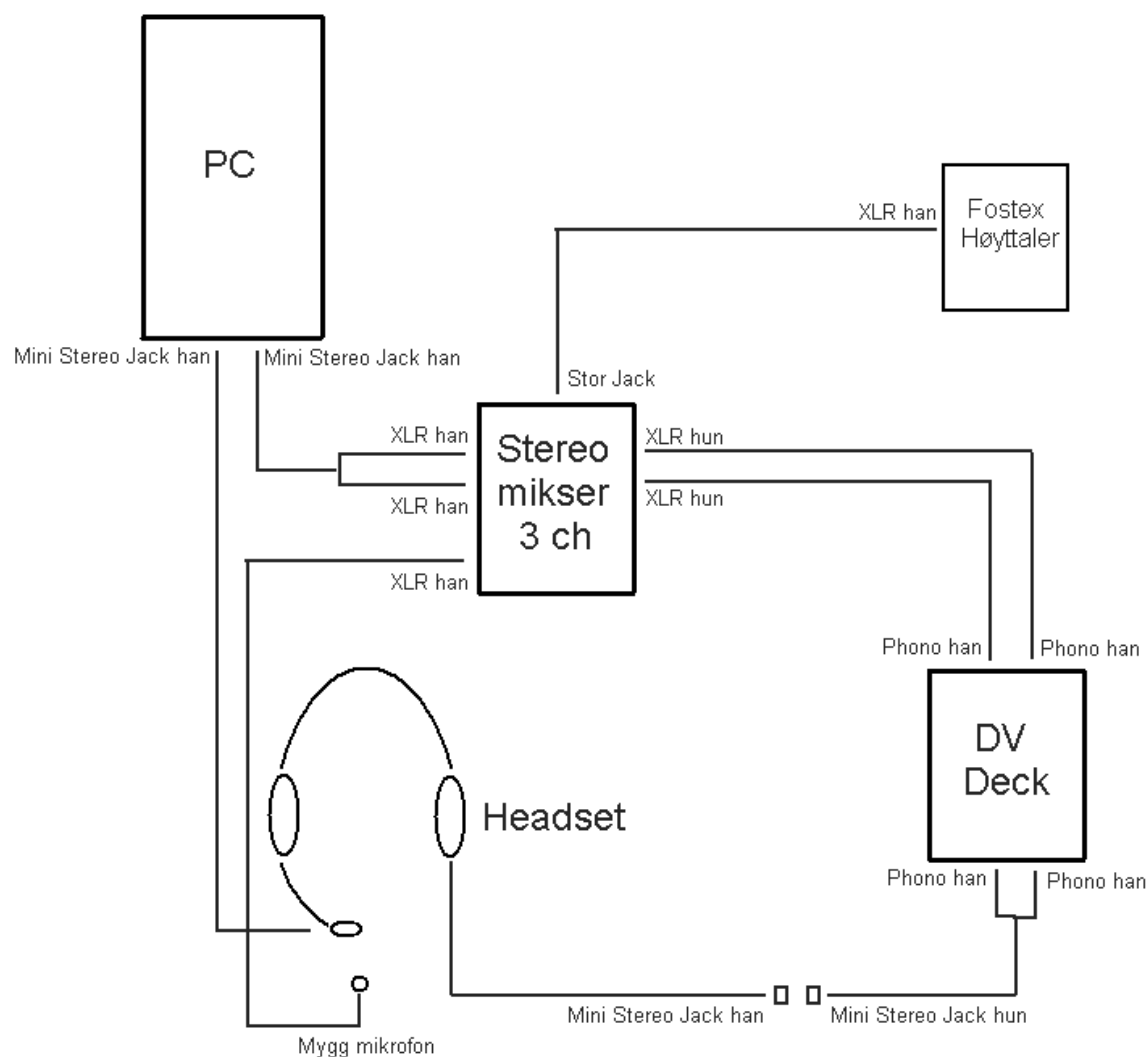 PC
XLR han
Fostex
Høyttaler
Mini Stereo Jack han
Mini Stereo Jack han
Stor Jack
XLR han
XLR han
XLR han
Stereo
mikser
3 ch
XLR hun
XLR hun
Phono han
Phono han
DV
Deck
Headset
Phono han
Phono han
Mini Stereo Jack han
Mini Stereo Jack hun
Mygg mikrofon